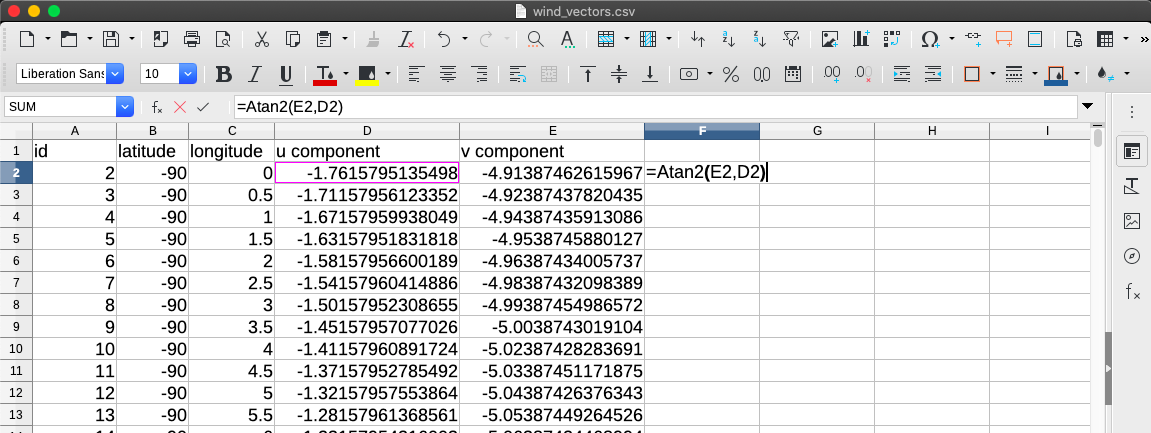 wind_vectors.csv
Liberation Sans 10 B I U
SUM =Atan2(E2,D2)
A B C D E F G H I
1 id latitude longitude u component v component
2 2 -90 0 -1.7615795135498 -4.91387462615967 =Atan2(E2,D2)
3 3 -90 0.5 -1.71157956123352 -4.92387437820435
4 4 -90 1 -1.67157959938049 -4.94387435913086
5 5 -90 1.5 -1.63157951831818 -4.9538745880127
6 6 -90 2 -1.58157956600189 -4.96387434005737
7 7 -90 2.5 -1.54157960414886 -4.98387432098389
8 8 -90 3 -1.50157952308655 -4.99387454986572
9 9 -90 3.5 -1.45157957077026 -5.0038743019104
10 10 -90 4 -1.41157960891724 -5.02387428283691
11 11 -90 4.5 -1.37157952785492 -5.03387451171875
12 12 -90 5 -1.32157957553864 -5.04387426376343
13 13 -90 5.5 -1.28157961368561 -5.05387449264526